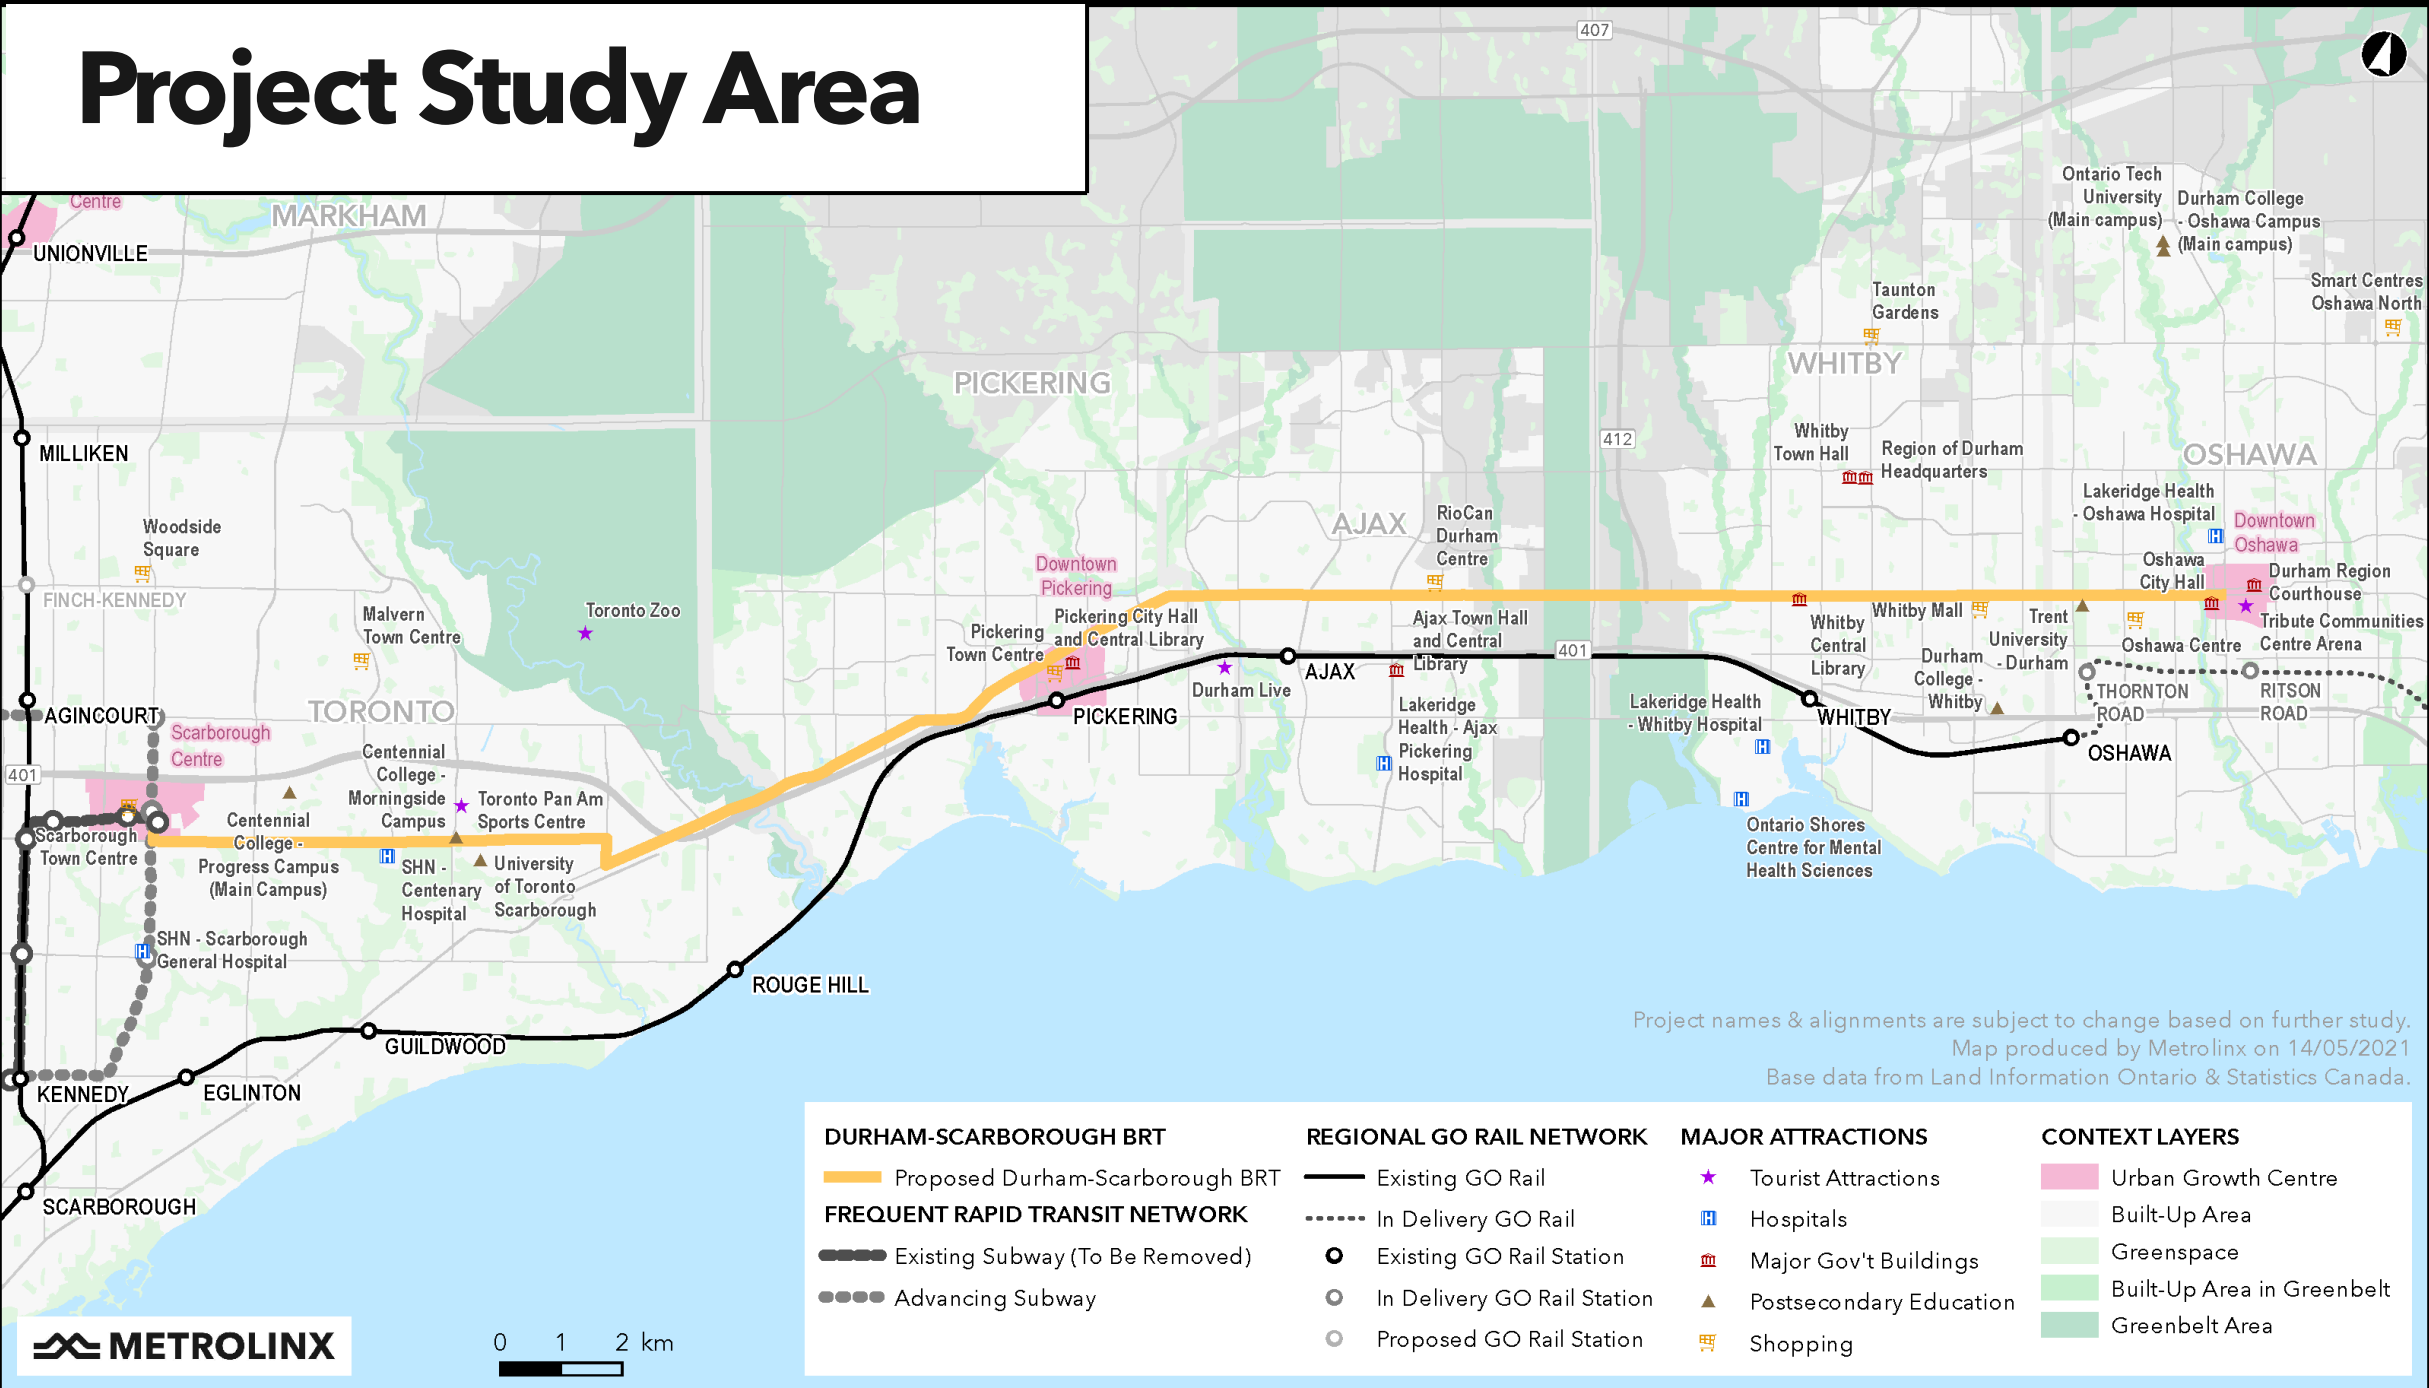 Project Study Area
407
Centre
MARKHAM
UNIONVILLE
Ontario Tech
University
(Main campus)
Durham College
- Oshawa Campus
(Main campus)
Smart Centres
Oshawa North
Taunton
Gardens
WHITBY
PICKERING
MILLIKEN
412
Whitby
Town Hall
Region of Durham
Headquarters
OSHAWA
Lakeridge Health
- Oshawa Hospital
Downtown
Oshawa
Woodside
Square
AJAX
RioCan
Durham
Centre
Oshawa
City Hall
Durham Region
Courthouse
FINCH-KENNEDY
Downtown
Pickering
Malvern
Town Centre
Toronto Zoo
Pickering
Town Centre
Pickering City Hall
and Central Library
Ajax Town Hall
and Central
Library
Whitby
Central
Library
Whitby Mall
Trent
University
- Durham
Oshawa Centre
Tribute Communities
Centre Arena
401
AJAX
Durham Live
Durham
College -
Whitby
THORNTON
ROAD
RITSON
ROAD
AGINCOURT
TORONTO
PICKERING
Lakeridge
Health - Ajax
Pickering
Hospital
Lakeridge Health
- Whitby Hospital
WHITBY
OSHAWA
Scarborough
Centre
401
Centennial
College -
Morningside
Campus
Toronto Pan Am
Sports Centre
Scarborough
Town Centre
Centennial
College -
Progress Campus
(Main Campus)
SHN -
Centenary
Hospital
University
of Toronto
Scarborough
Ontario Shores
Centre for Mental
Health Sciences
SHN - Scarborough
General Hospital
ROUGE HILL
GUILDWOOD
KENNEDY
EGLINTON
SCARBOROUGH
Project names & alignments are subject to change based on further study.
Map produced by Metrolinx on 14/05/2021
Base data from Land Information Ontario & Statistics Canada.
DURHAM-SCARBOROUGH BRT
Proposed Durham-Scarborough BRT
FREQUENT RAPID TRANSIT NETWORK
Existing Subway (To Be Removed)
Advancing Subway
REGIONAL GO RAIL NETWORK
Existing GO Rail
In Delivery GO Rail
Existing GO Rail Station
In Delivery GO Rail Station
Proposed GO Rail Station
MAJOR ATTRACTIONS
Tourist Attractions
H Hospitals
Major Gov't Buildings
Postsecondary Education
Shopping
CONTEXT LAYERS
Urban Growth Centre
Built-Up Area
Greenspace
Built-Up Area in Greenbelt
Greenbelt Area
METROLINX
0 1 2 km